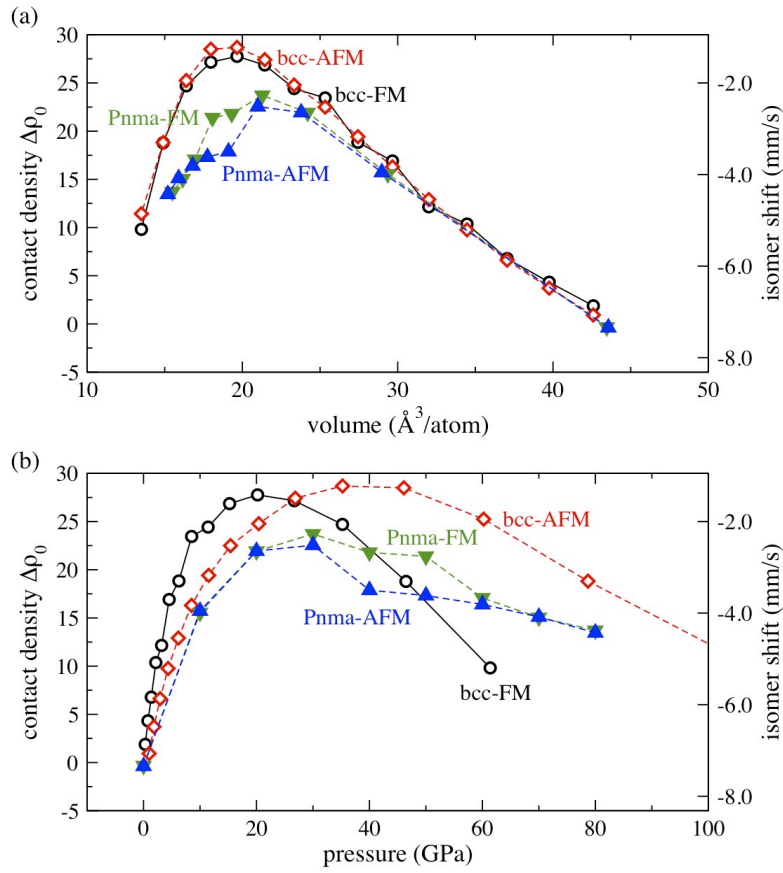 (a)
30
25
20
15
10
5
0
-5
contact density Δρ0
bcc-AFM
bcc-FM
Pnma-FM
Pnma-AFM
-2.0
-4.0
-6.0
-8.0
isomer shift (mm/s)
10 20 30 40 50
volume (Å3/atom)
(b)
30
25
20
15
10
5
0
-5
contact density Δρ0
bcc-AFM
Pnma-FM
Pnma-AFM
bcc-FM
-2.0
-4.0
-6.0
-8.0
isomer shift (mm/s)
0 20 40 60 80 100
pressure (GPa)